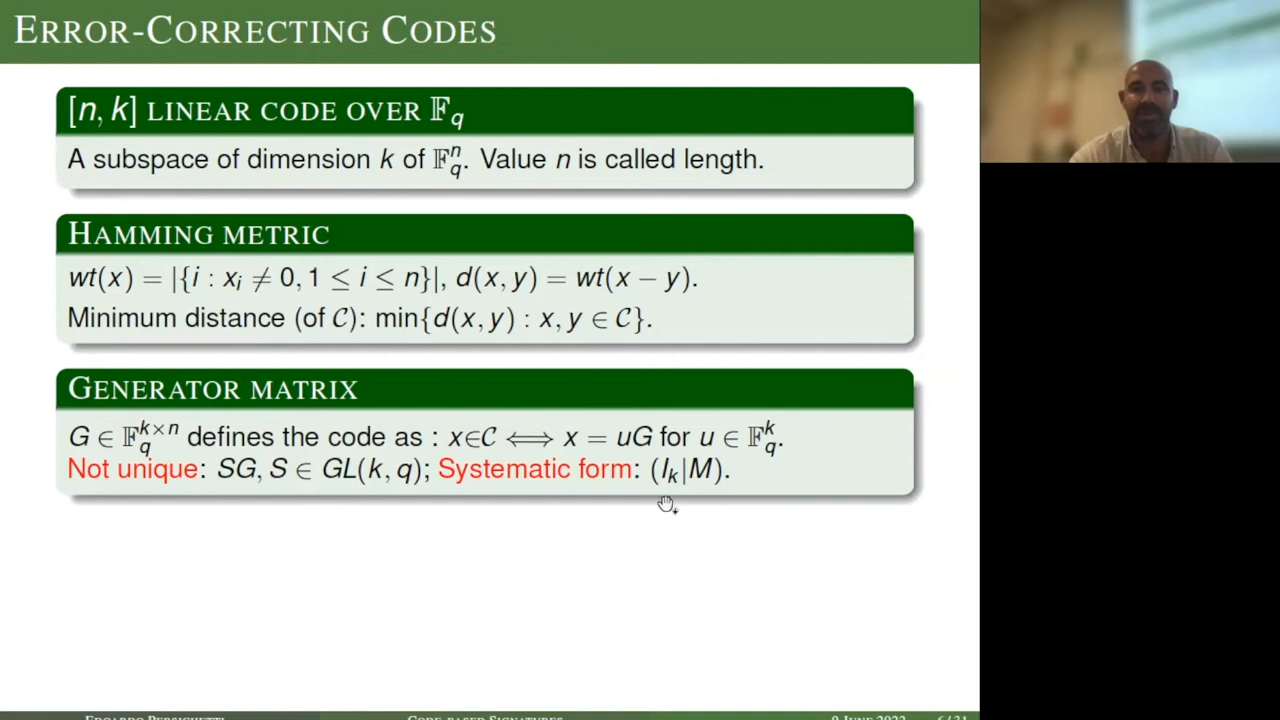 ERROR-CORRECTING CODES
[n, k] LINEAR CODE OVER 𝔽_q
A subspace of dimension k of 𝔽_q^n. Value n is called length.
HAMMING METRIC
wt(x) = |{i : x_i ≠ 0, 1 ≤ i ≤ n}|, d(x, y) = wt(x − y).
Minimum distance (of 𝒞): min{d(x, y) : x, y ∈ 𝒞}.
GENERATOR MATRIX
G ∈ 𝔽_q^{k×n} defines the code as : x∈𝒞 ⟺ x = uG for u ∈ 𝔽_q^k.
Not unique: SG, S ∈ GL(k, q); Systematic form: (I_k|M).
EDOARDO PERSICHETTI CODE-BASED SIGNATURES 9 JUNE 2022 6 / 31